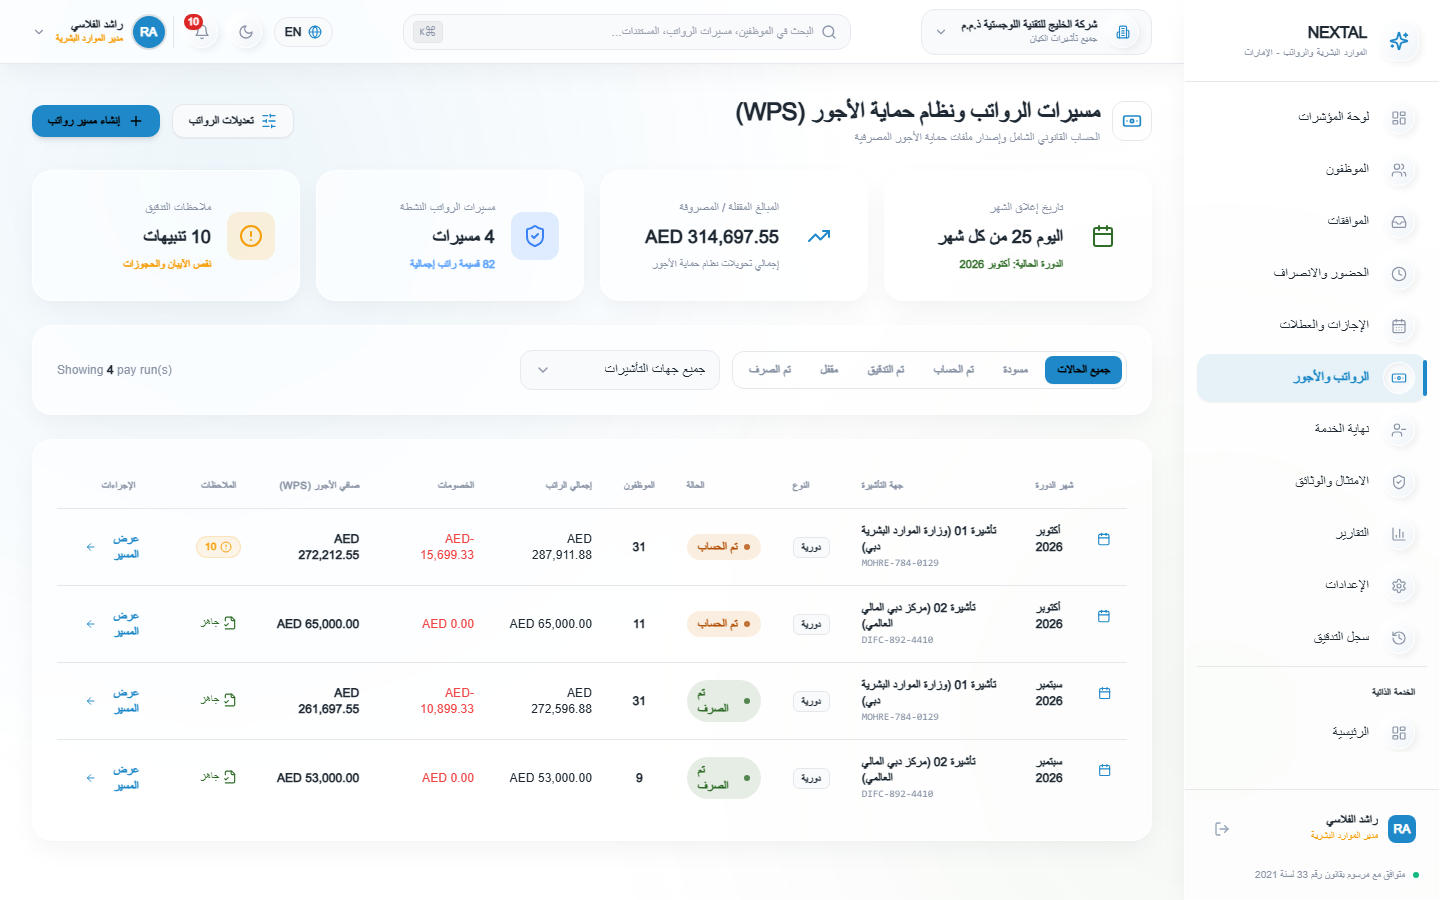 NEXTAL
الموارد البشرية والرواتب - الإمارات
لوحة المؤشرات
الموظفون
الموافقات
الحضور والانصراف
الإجازات والعطلات
الرواتب والأجور
نهاية الخدمة
الامتثال والوثائق
التقارير
الإعدادات
سجل التدقيق
الخدمة الذاتية
الرئيسية
RA
راشد الفلاسي
مدير الموارد البشرية
متوافق مع مرسوم بقانون رقم 33 لسنة 2021
شركة الخليج للتقنية اللوجستية ذ.م.م
جميع تأشيرات الكيان
البحث في الموظفين، مسيرات الرواتب، المستندات...
⌘K
EN
10
RA
راشد الفلاسي
مدير الموارد البشرية
مسيرات الرواتب ونظام حماية الأجور (WPS)
الحساب القانوني الشامل وإصدار ملفات حماية الأجور المصرفية
تعديلات الرواتب
إنشاء مسير رواتب
تاريخ إغلاق الشهر
اليوم 25 من كل شهر
الدورة الحالية: أكتوبر 2026
المبالغ المقفلة / المصروفة
AED 314,697.55
إجمالي تحويلات نظام حماية الأجور
مسيرات الرواتب النشطة
4 مسيرات
82 قسيمة راتب إجمالية
ملاحظات التدقيق
10 تنبيهات
نقص الآيبان والحجوزات
جميع الحالات
مسودة
تم الحساب
تم التدقيق
مقفل
تم الصرف
جميع جهات التأشيرات
Showing 4 pay run(s)
شهر الدورة
جهة التأشيرة
النوع
الحالة
الموظفون
إجمالي الراتب
الخصومات
صافي الأجور (WPS)
الملاحظات
الإجراءات
أكتوبر
2026
تأشيرة 01 (وزارة الموارد البشرية
دبي)
MOHRE-784-0129
دورية
تم الحساب
31
AED
287,911.88
AED-
15,699.33
AED
272,212.55
10
عرض
المسير
أكتوبر
2026
تأشيرة 02 (مركز دبي المالي
العالمي)
DIFC-892-4410
دورية
تم الحساب
11
AED 65,000.00
AED 0.00
AED 65,000.00
جاهز
عرض
المسير
سبتمبر
2026
تأشيرة 01 (وزارة الموارد البشرية
دبي)
MOHRE-784-0129
دورية
تم
الصرف
31
AED
272,596.88
AED-
10,899.33
AED
261,697.55
جاهز
عرض
المسير
سبتمبر
2026
تأشيرة 02 (مركز دبي المالي
العالمي)
DIFC-892-4410
دورية
تم
الصرف
9
AED 53,000.00
AED 0.00
AED 53,000.00
جاهز
عرض
المسير